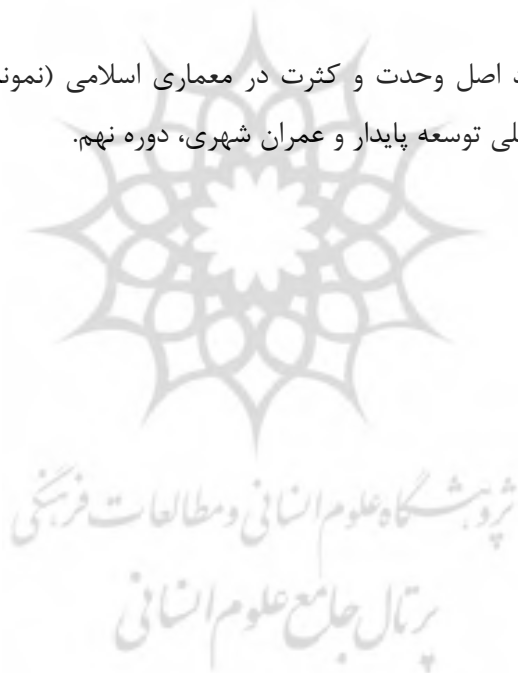 اصل وحدت و کثرت در معماری اسلامی (نمون
لی توسعه پایدار و عمران شهری، دوره نهم.
پژوهشگاه علوم انسانی و مطالعات فرهنگی
پرتال جامع علوم انسانی